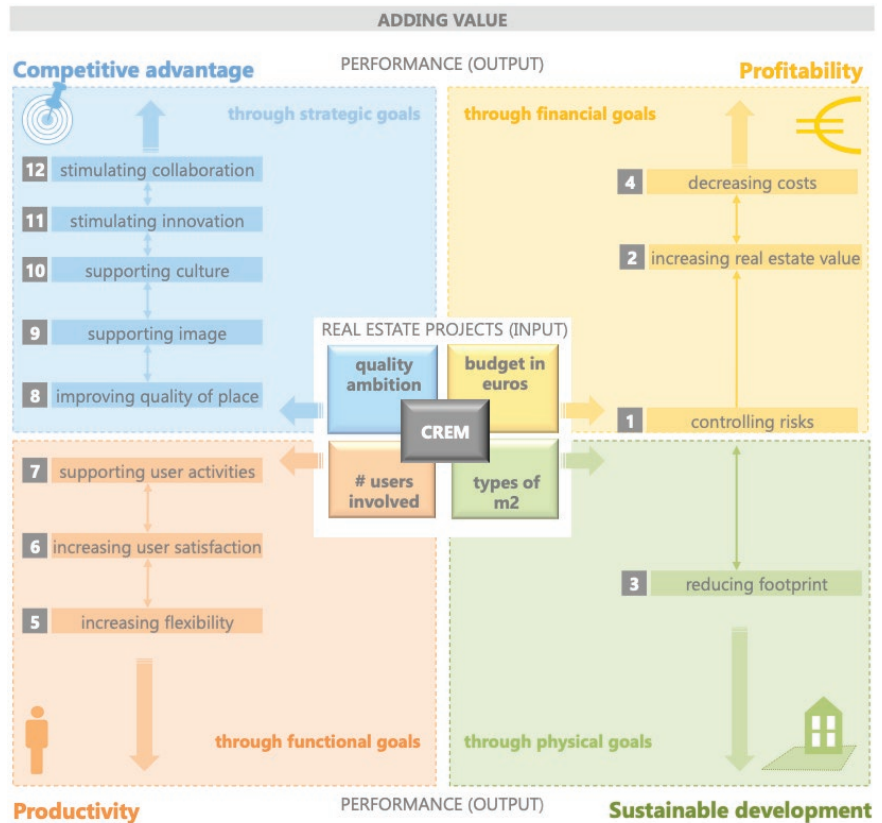 ADDING VALUE
PERFORMANCE (OUTPUT)
Competitive advantage
Profitability
through strategic goals
through financial goals
12 stimulating collaboration
11 stimulating innovation
10 supporting culture
9 supporting image
8 improving quality of place
4 decreasing costs
2 increasing real estate value
1 controlling risks
REAL ESTATE PROJECTS (INPUT)
quality
ambition
budget in
euros
CREM
# users
involved
types of
m2
7 supporting user activities
6 increasing user satisfaction
5 increasing flexibility
3 reducing footprint
through functional goals
through physical goals
Productivity
PERFORMANCE (OUTPUT)
Sustainable development